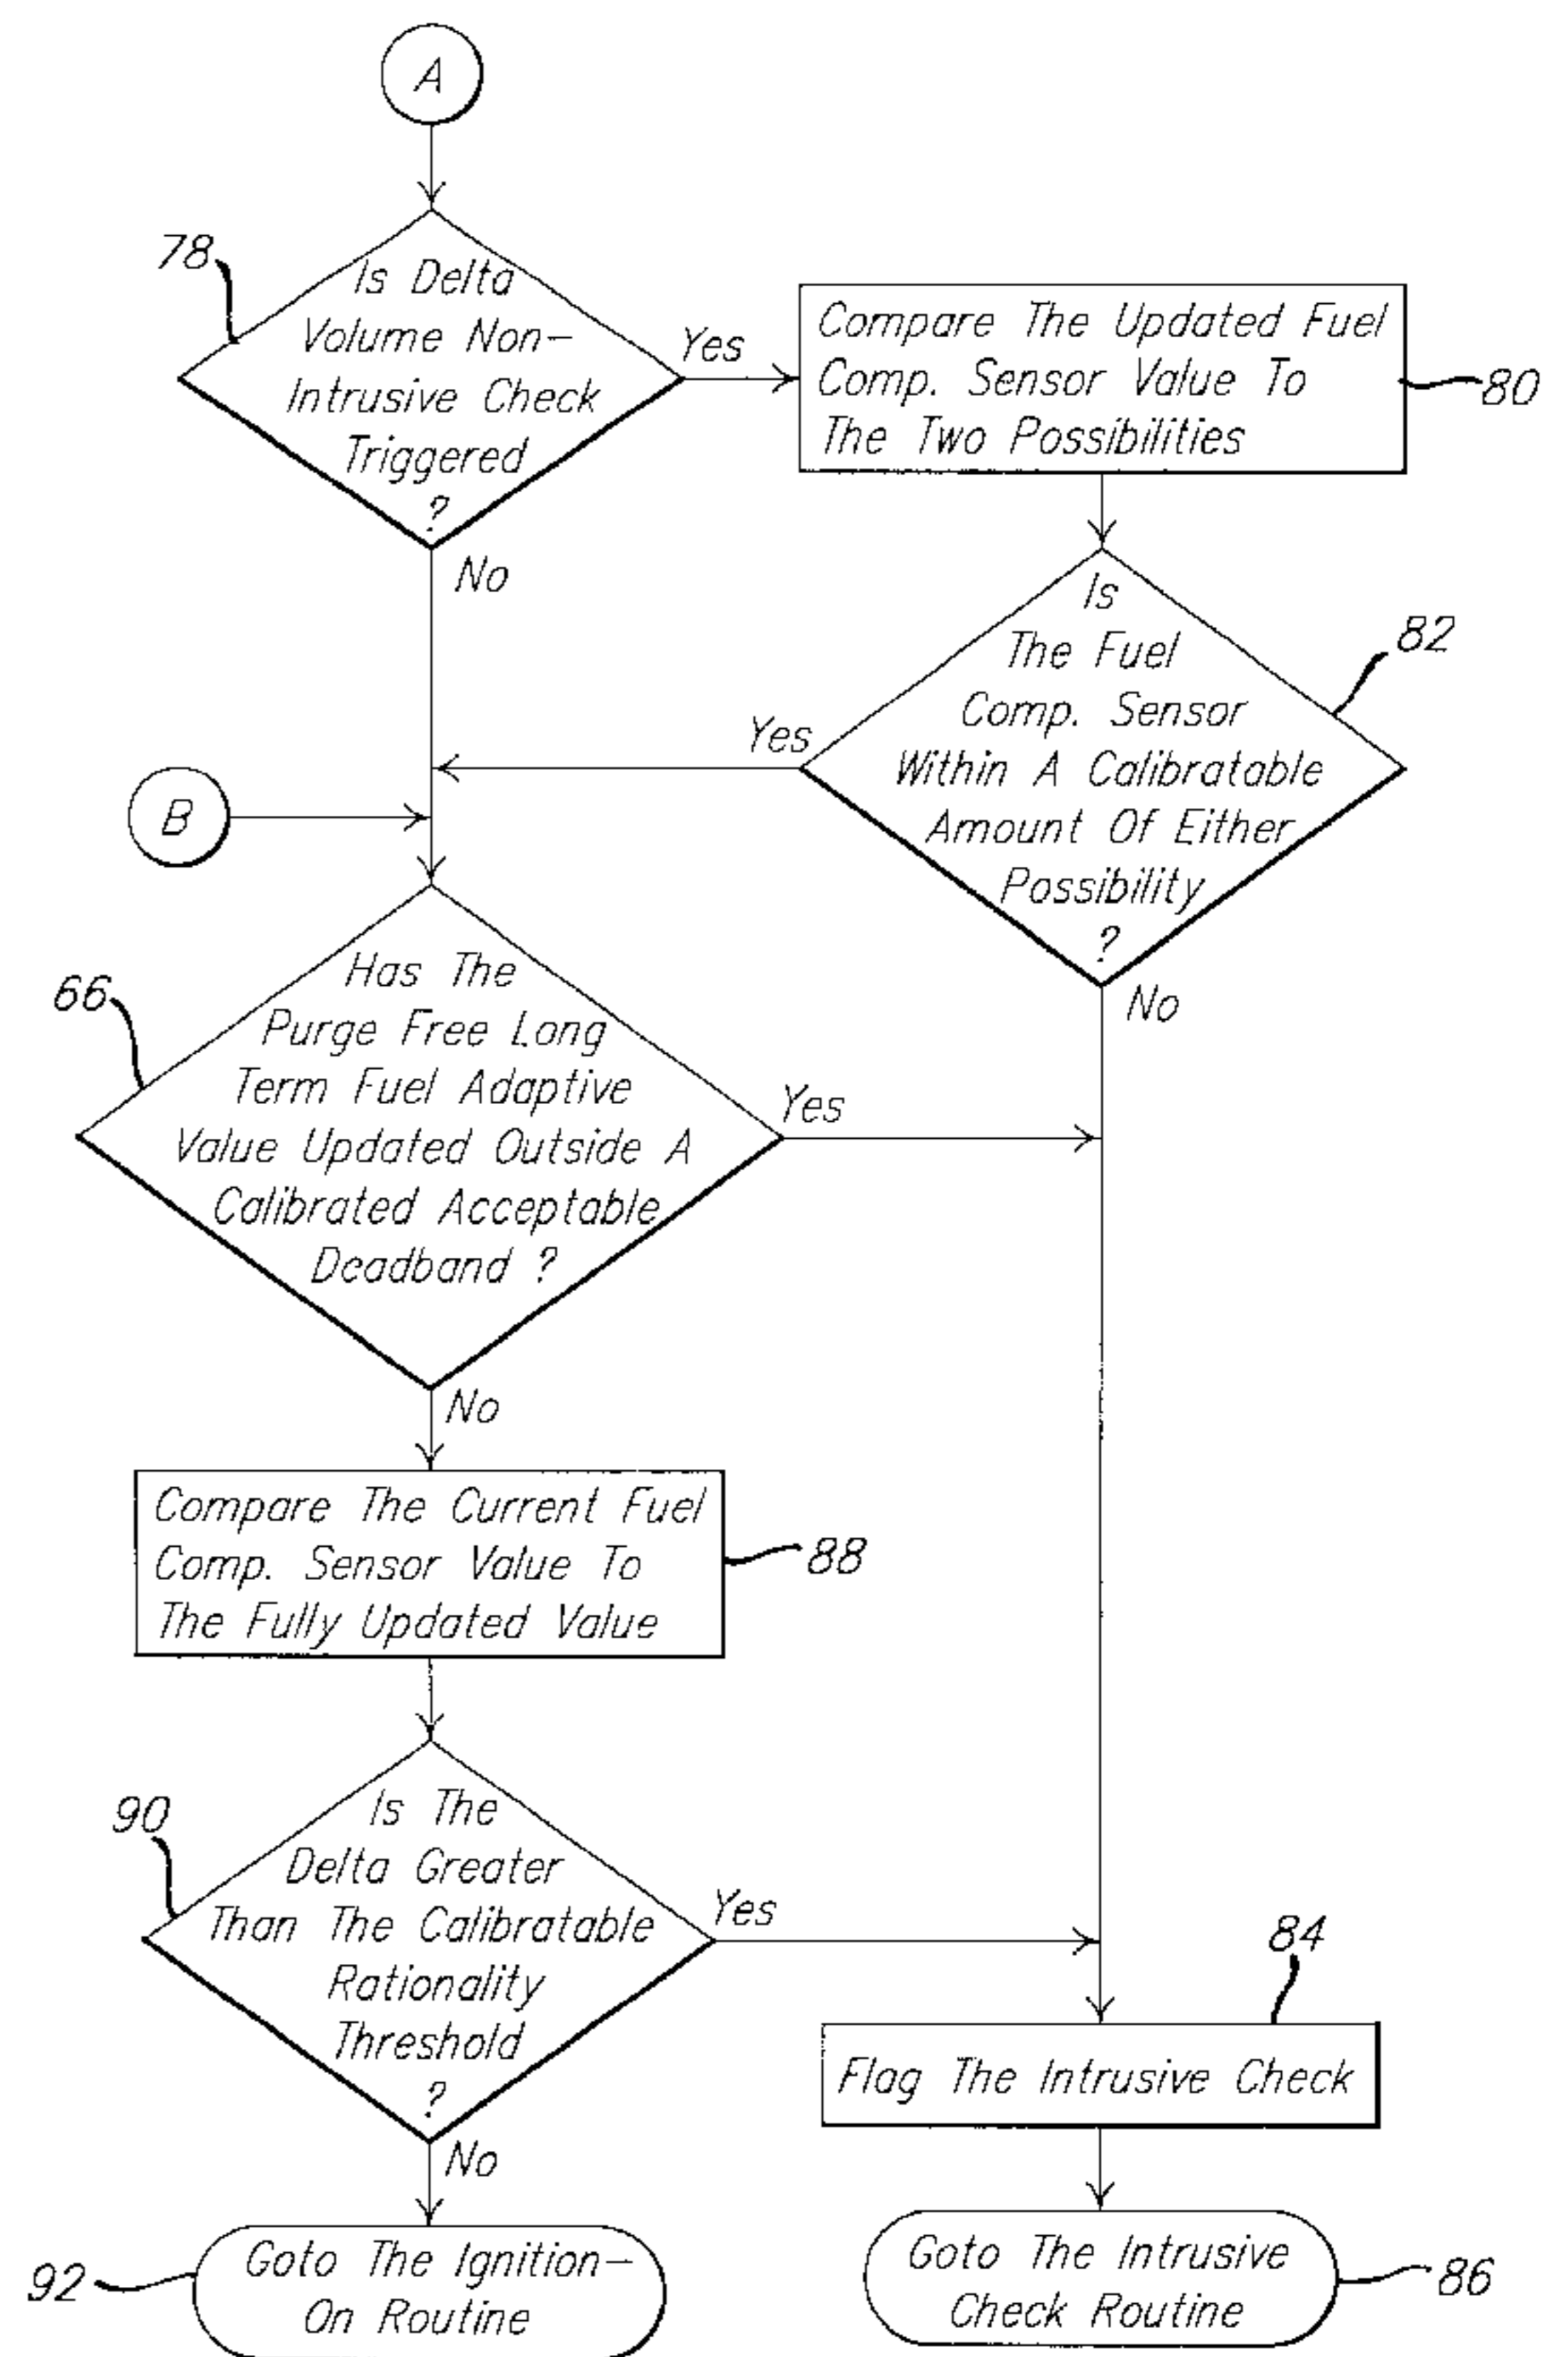 A
78
Is Delta
Volume Non-
Intrusive Check
Triggered
?
Yes
No
Compare The Updated Fuel
Comp. Sensor Value To
The Two Possibilities
80
Is
The Fuel
Comp. Sensor
Within A Calibratable
Amount Of Either
Possibility
?
82
Yes
No
B
66
Has The
Purge Free Long
Term Fuel Adaptive
Value Updated Outside A
Calibrated Acceptable
Deadband ?
Yes
No
Compare The Current Fuel
Comp. Sensor Value To
The Fully Updated Value
88
90
Is The
Delta Greater
Than The Calibratable
Rationality
Threshold
?
Yes
No
84
Flag The Intrusive Check
92
Goto The Ignition-
On Routine
Goto The Intrusive
Check Routine
86